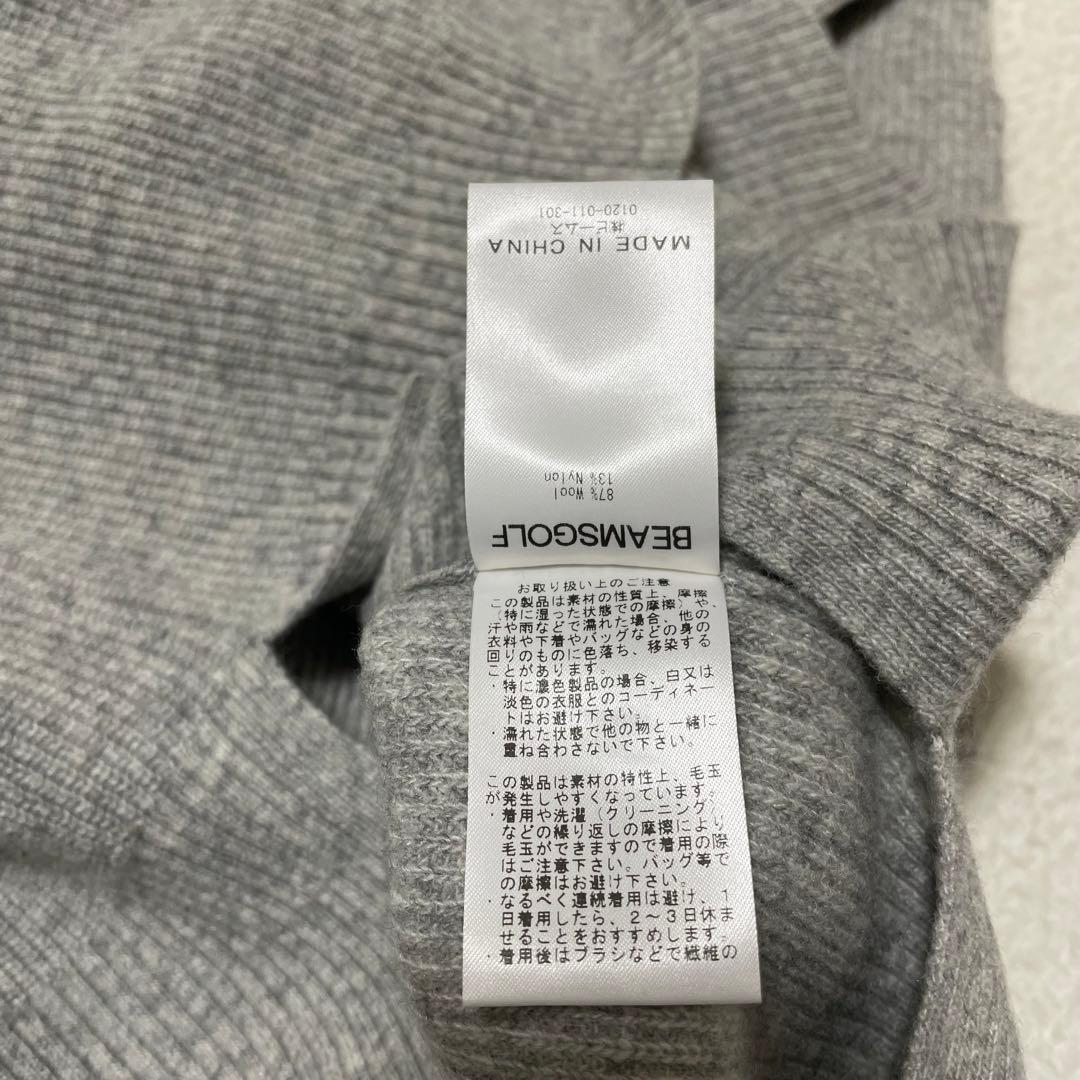 BEAMSGOLF
87% Wool
13% Nylon
MADE IN CHINA
㈱ビームス
0120-011-301
お取り扱い上のご注意
この製品は素材の性質上、摩擦
(特に湿った状態での摩擦)や、
汗や雨などで濡れた場合、他の
衣料や下着やバッグなどの身の
回りのものに色落ち、移染する
ことがあります。
・特に濃色製品の場合、白又は
淡色の衣服とのコーディネー
トはお避け下さい。
・濡れた状態で他の物と一緒に
重ね合わさないで下さい。
この製品は素材の特性上、毛玉
が発生しやすくなっています。
・着用や洗濯(クリーニング)
などの繰り返しの摩擦により
毛玉ができますので着用の際
はご注意下さい。バッグ等で
の摩擦はお避け下さい。
・なるべく連続着用は避け、1
日着用したら、2〜3日休ま
せることをおすすめします。
・着用後はブラシなどで繊維の